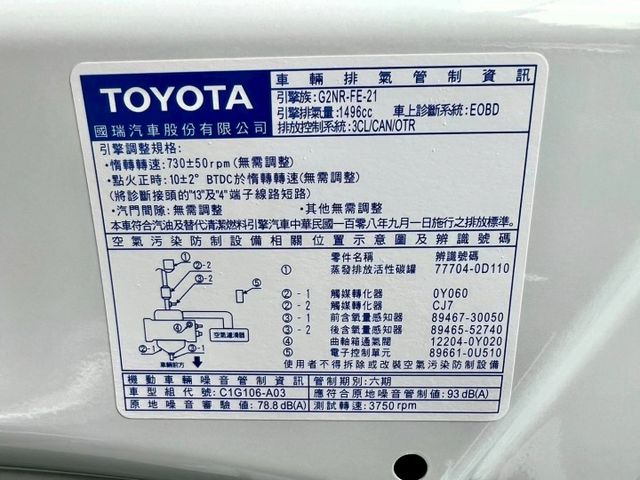 TOYOTA
國瑞汽車股份有限公司
車輛排氣管制資訊
引擎族:G2NR-FE-21
引擎排氣量:1496cc 車上診斷系統:EOBD
排放控制系統:3CL/CAN/OTR
引擎調整規格:
・惰轉轉速:730±50rpm(無需調整)
・點火正時:10±2° BTDC於惰轉轉速(無需調整)
(將診斷接頭的"13"及"4"端子線路短路)
・汽門間隙:無需調整 ・其他無需調整
本車符合汽油及替代清潔燃料引擎汽車中華民國一百零八年九月一日施行之排放標準。
空氣污染防制設備相關位置示意圖及辨識號碼
零件名稱 辨識號碼
① 蒸發排放活性碳罐 77704-0D110
②-1 觸媒轉化器 0Y060
②-2 觸媒轉化器 CJ7
③-1 前含氧量感知器 89467-30050
③-2 後含氧量感知器 89465-52740
④ 曲軸箱通氣閥 12204-0Y020
⑤ 電子控制單元 89661-0U510
使用者不得拆除或改裝空氣污染防制設備
①
②-2
③-2
⑤
④
空氣濾清器
③-1
②-1
車輛前方
機動車輛噪音管制資訊 管制期別:六期
車型組代號:C1G106-A03 應符合原地噪音管制值:93dB(A)
原地噪音審驗值:78.8dB(A) 測試轉速:3750rpm